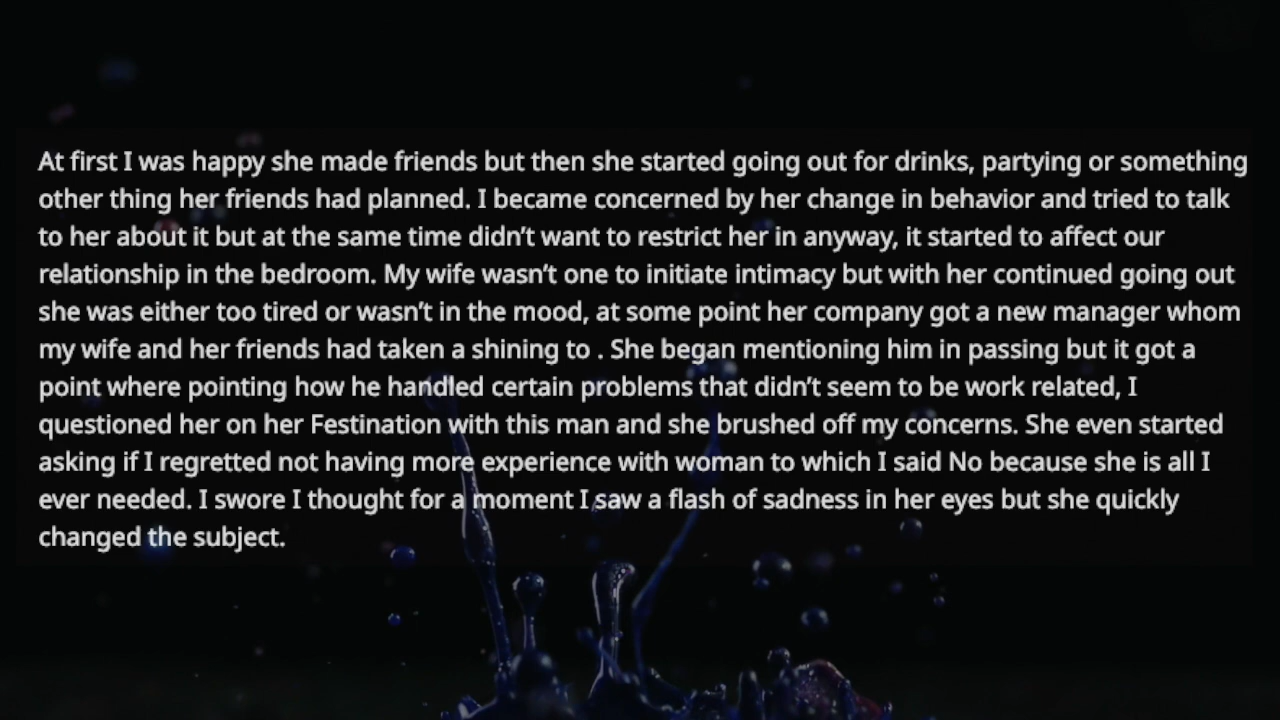 At first I was happy she made friends but then she started going out for drinks, partying or something
other thing her friends had planned. I became concerned by her change in behavior and tried to talk
to her about it but at the same time didn’t want to restrict her in anyway, it started to affect our
relationship in the bedroom. My wife wasn’t one to initiate intimacy but with her continued going out
she was either too tired or wasn’t in the mood, at some point her company got a new manager whom
my wife and her friends had taken a shining to . She began mentioning him in passing but it got a
point where pointing how he handled certain problems that didn’t seem to be work related, I
questioned her on her Festination with this man and she brushed off my concerns. She even started
asking if I regretted not having more experience with woman to which I said No because she is all I
ever needed. I swore I thought for a moment I saw a flash of sadness in her eyes but she quickly
changed the subject.